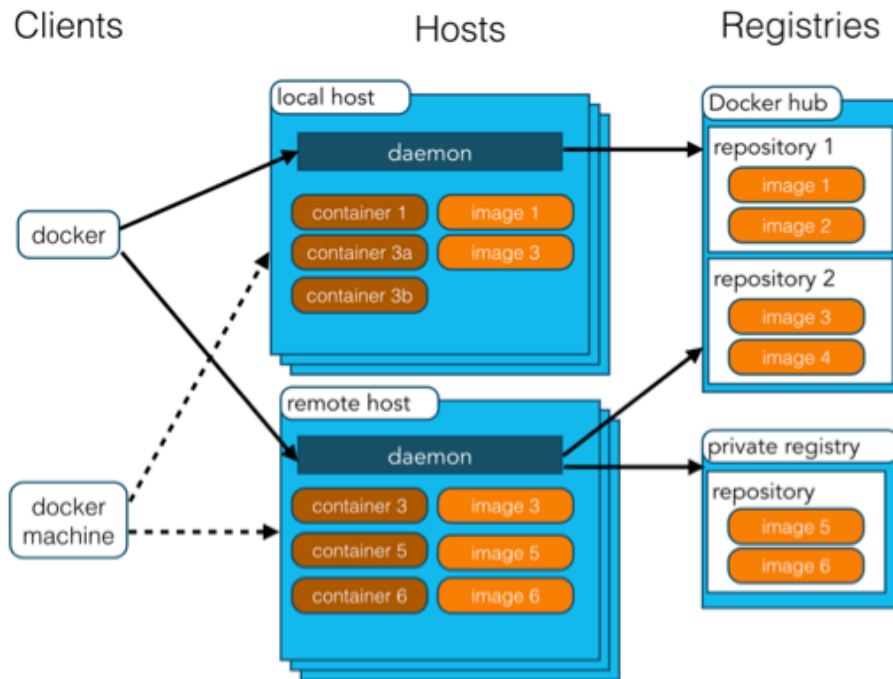 Clients
Hosts
Registries
local host
daemon
container 1
image 1
container 3a
image 3
container 3b
docker
docker
machine
remote host
daemon
container 3
image 3
container 5
image 5
container 6
image 6
Docker hub
repository 1
image 1
image 2
repository 2
image 3
image 4
private registry
repository
image 5
image 6